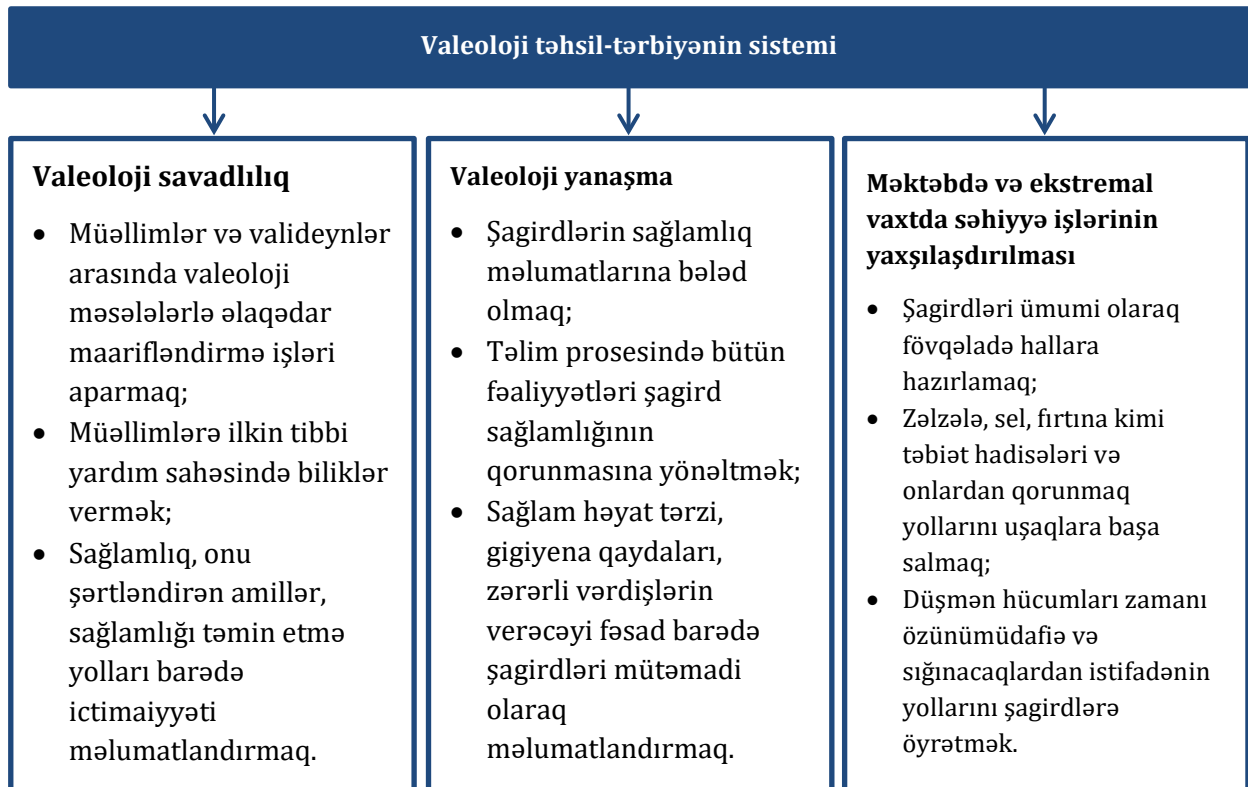 Valeoloji təhsil-tərbiyənin sistemi
Valeoloji savadlılıq
• Müəllimlər və valideynlər
arasında valeoloji
məsələlərlə əlaqədar
maarifləndirmə işləri
aparmaq;
• Müəllimlərə ilkin tibbi
yardım sahəsində biliklər
vermək;
• Sağlamlıq, onu
şərtləndirən amillər,
sağlamlığı təmin etmə
yolları barədə
ictimaiyyəti
məlumatlandırmaq.
Valeoloji yanaşma
• Şagirdlərin sağlamlıq
məlumatlarına bələd
olmaq;
• Təlim prosesində bütün
fəaliyyətləri şagird
sağlamlığının
qorunmasına yönəltmək;
• Sağlam həyat tərzi,
gigiyena qaydaları,
zərərli vərdişlərin
verəcəyi fəsad barədə
şagirdləri mütəmadi
olaraq
məlumatlandırmaq.
Məktəbdə və ekstremal
vaxtda səhiyyə işlərinin
yaxşılaşdırılması
• Şagirdləri ümumi olaraq
fövqəladə hallara
hazırlamaq;
• Zəlzələ, sel, fırtına kimi
təbiət hadisələri və
onlardan qorunmaq
yollarını uşaqlara başa
salmaq;
• Düşmən hücumları zamanı
özünümüdafiə və
sığınacaqlardan istifadənin
yollarını şagirdlərə
öyrətmək.